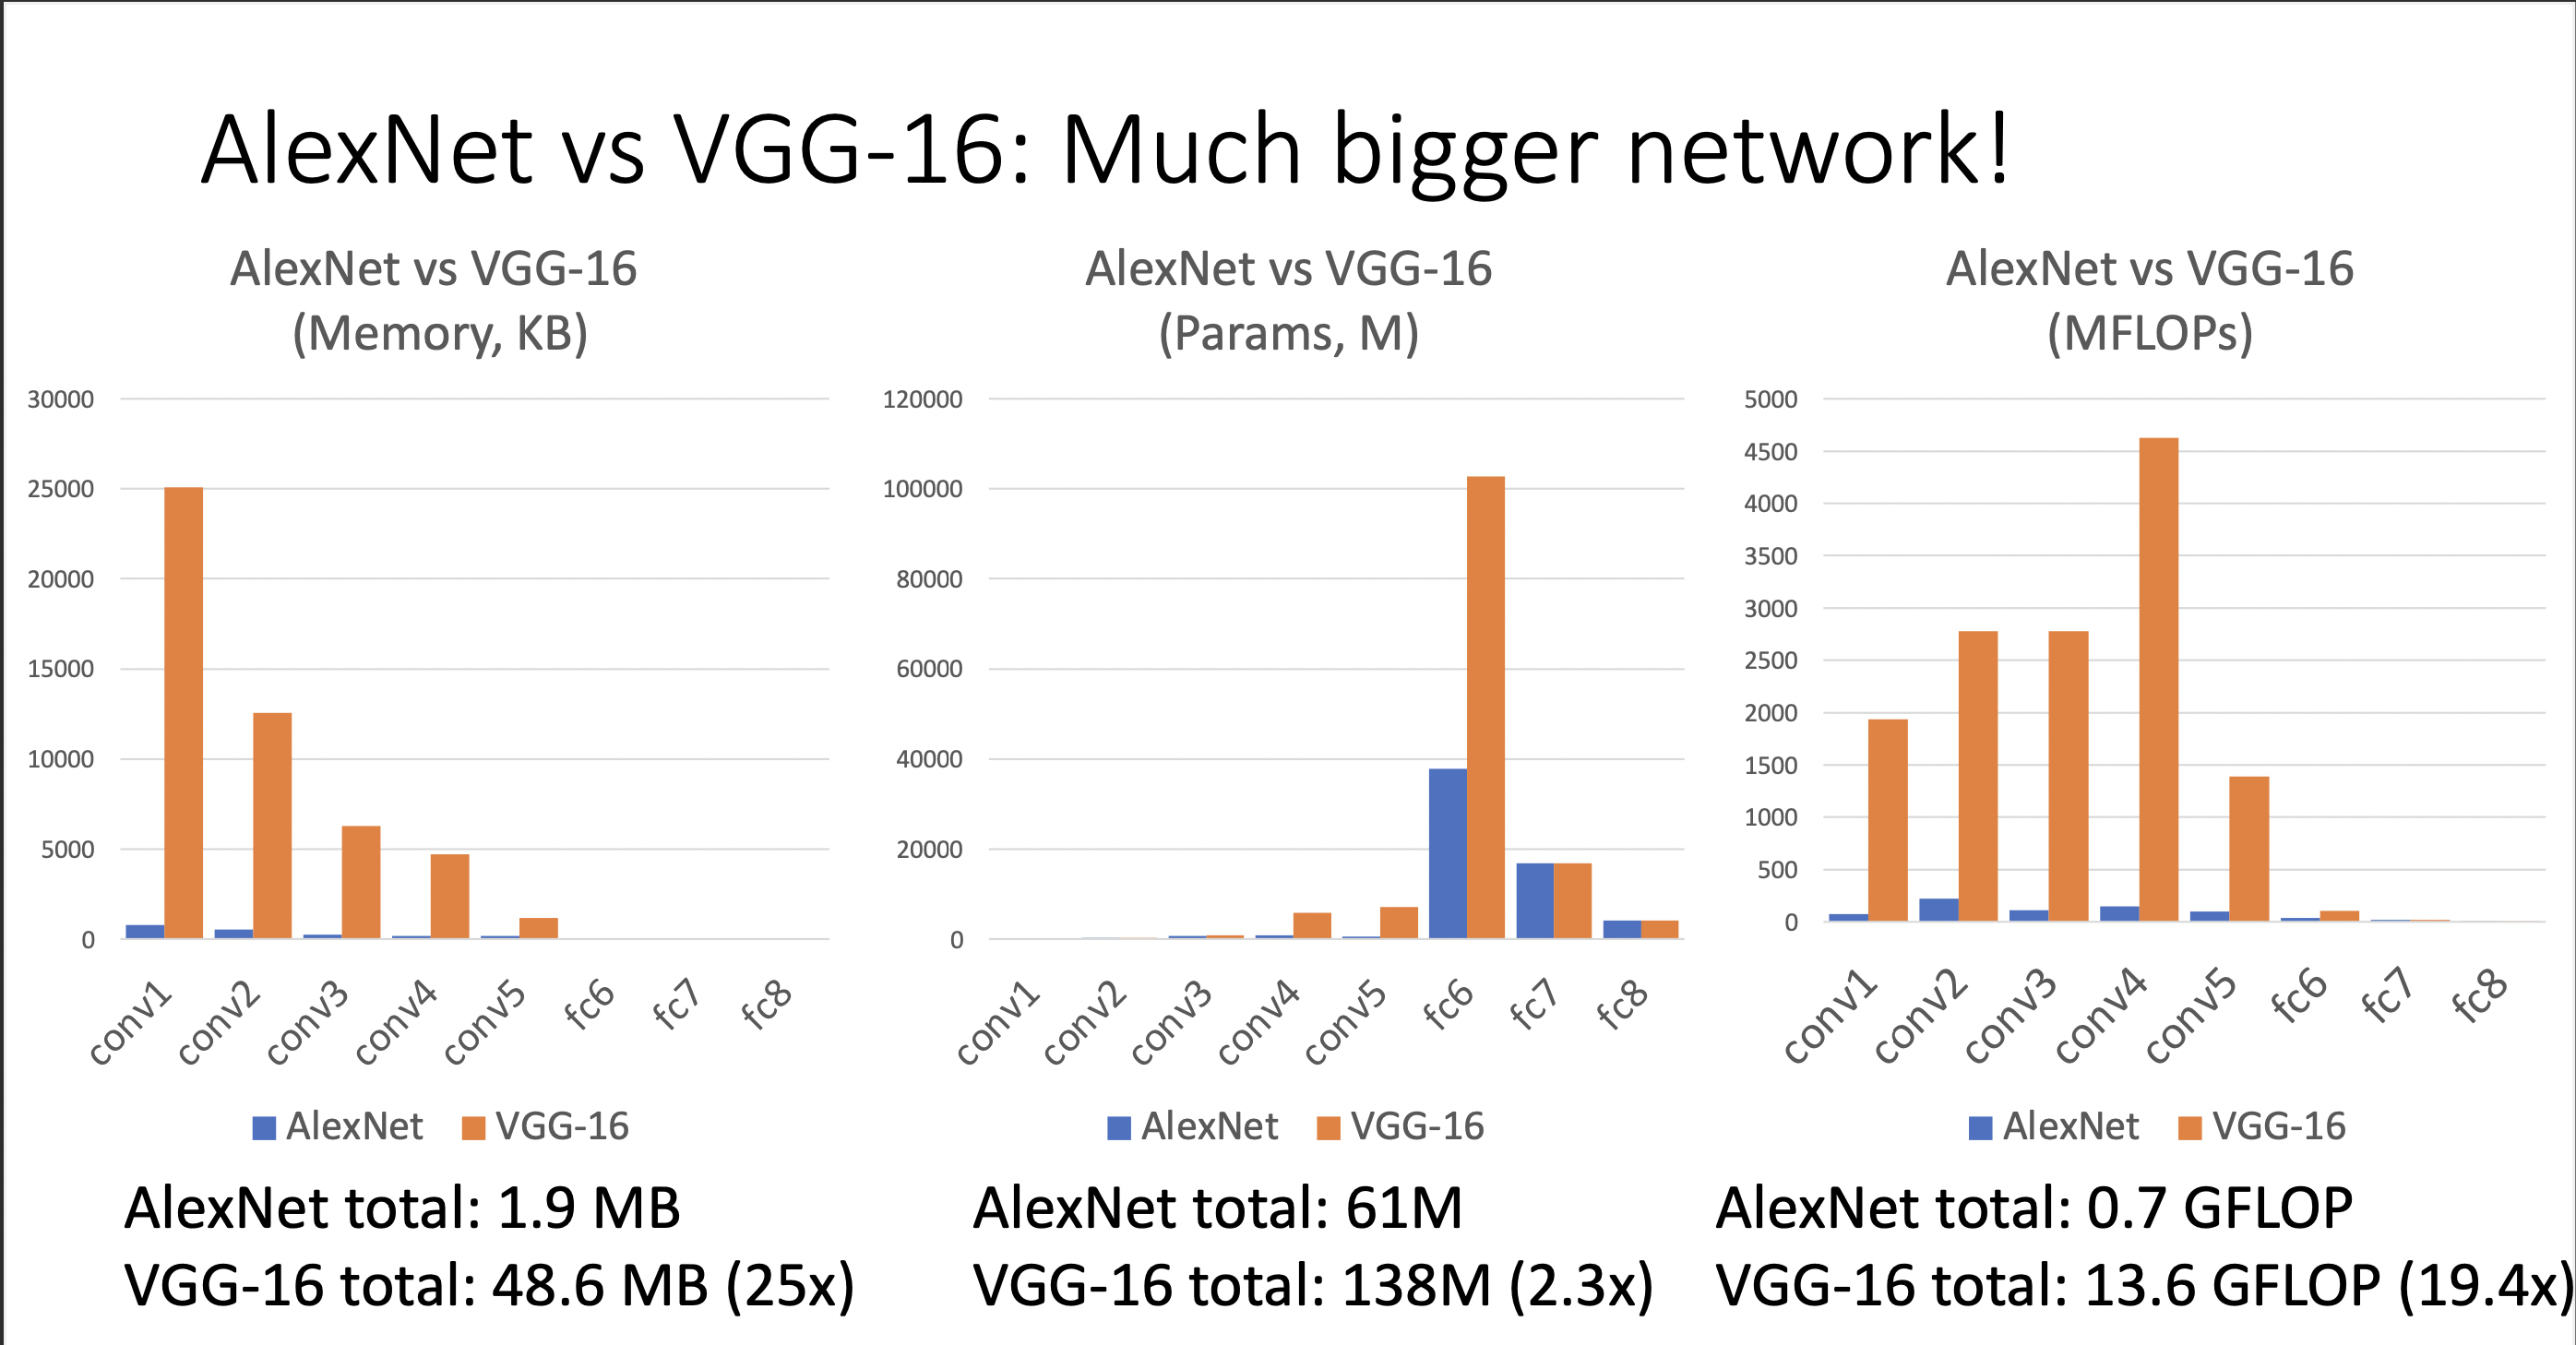 AlexNet vs VGG-16: Much bigger network!
AlexNet vs VGG-16
(Memory, KB)
30000
25000
20000
15000
10000
5000
0
conv1
conv2
conv3
conv4
conv5
fc6
fc7
fc8
AlexNet VGG-16
AlexNet total: 1.9 MB
VGG-16 total: 48.6 MB (25x)
AlexNet vs VGG-16
(Params, M)
120000
100000
80000
60000
40000
20000
0
conv1
conv2
conv3
conv4
conv5
fc6
fc7
fc8
AlexNet VGG-16
AlexNet total: 61M
VGG-16 total: 138M (2.3x)
AlexNet vs VGG-16
(MFLOPs)
5000
4500
4000
3500
3000
2500
2000
1500
1000
500
0
conv1
conv2
conv3
conv4
conv5
fc6
fc7
fc8
AlexNet VGG-16
AlexNet total: 0.7 GFLOP
VGG-16 total: 13.6 GFLOP (19.4x)